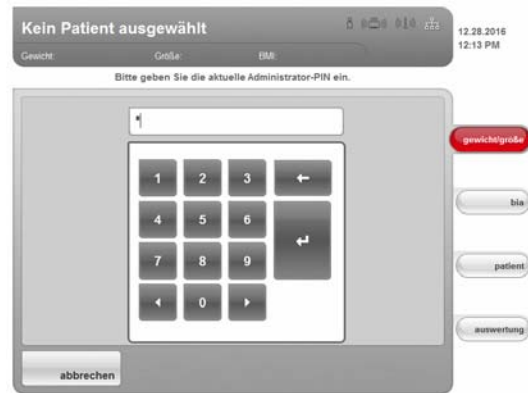 Kein Patient ausgewählt
12.28.2016
12:13 PM
Gewicht: Größe: BMI:
Bitte geben Sie die aktuelle Administrator-PIN ein.
*
gewicht/größe
1 2 3
4 5 6
bia
7 8 9
patient
0
auswertung
abbrechen